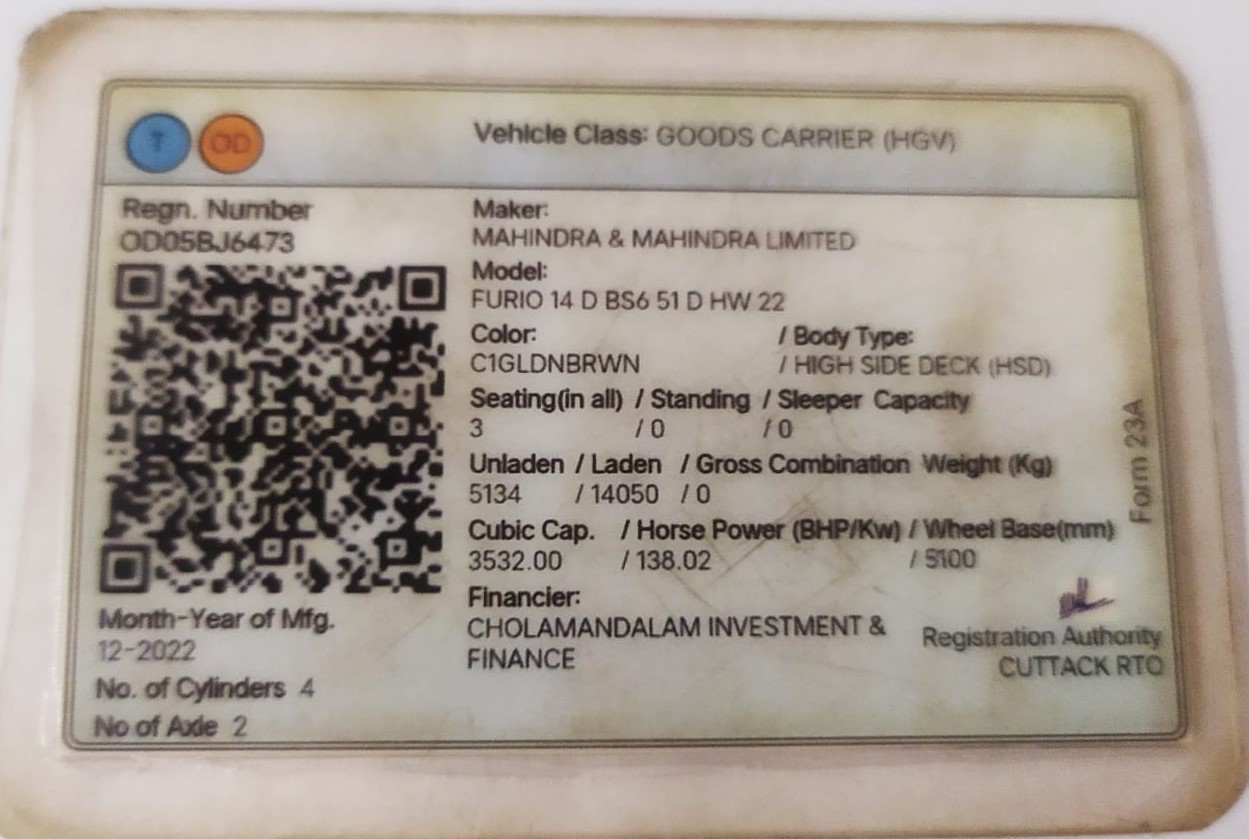 T OD Vehicle Class: GOODS CARRIER (HGV)
Regn. Number
OD05BJ6473
Maker:
MAHINDRA & MAHINDRA LIMITED
Model:
FURIO 14 D BS6 51 D HW 22
Color: / Body Type:
C1GLDNBRWN / HIGH SIDE DECK (HSD)
Seating(in all) / Standing / Sleeper Capacity
3 / 0 / 0
Unladen / Laden / Gross Combination Weight (Kg)
5134 / 14050 / 0
Cubic Cap. / Horse Power (BHP/Kw) / Wheel Base(mm)
3532.00 / 138.02 / 5100
Financier:
CHOLAMANDALAM INVESTMENT &
FINANCE
Month-Year of Mfg.
12-2022
No. of Cylinders 4
No of Axle 2
Registration Authority
CUTTACK RTO
Form 23A